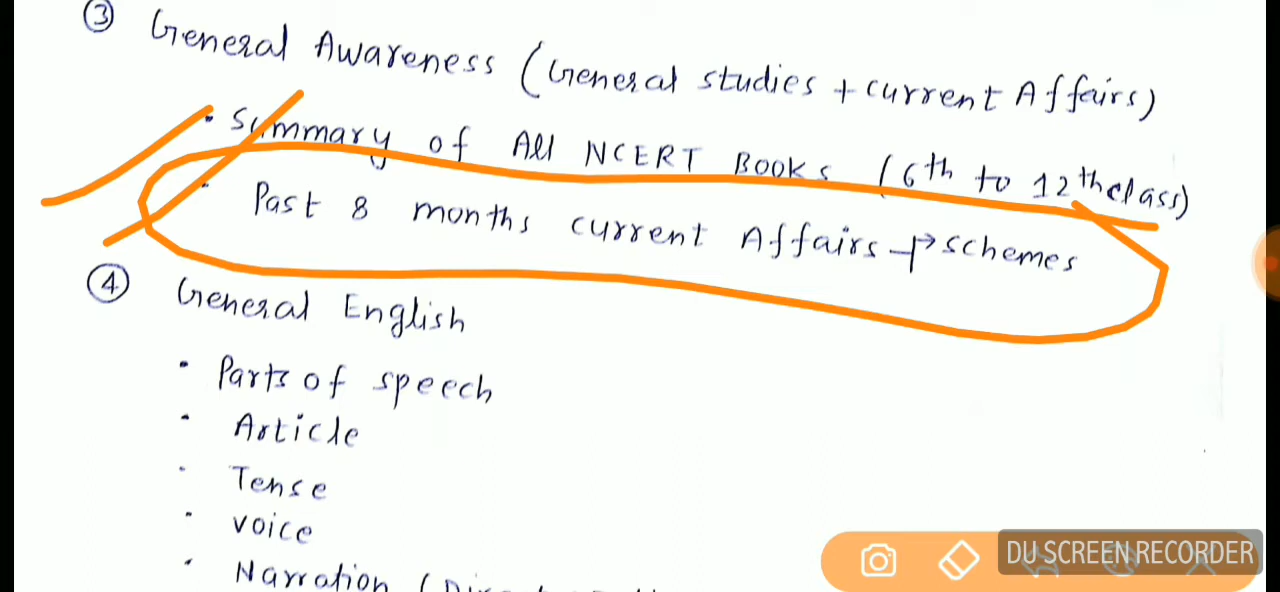 ③ General Awareness (General studies + current Affairs)
· Summary of All NCERT Books (6th to 12th class)
· Past 8 months current Affairs → schemes
④ General English
· Parts of speech
· Article
· Tense
· voice
· Narration (
DU SCREEN RECORDER